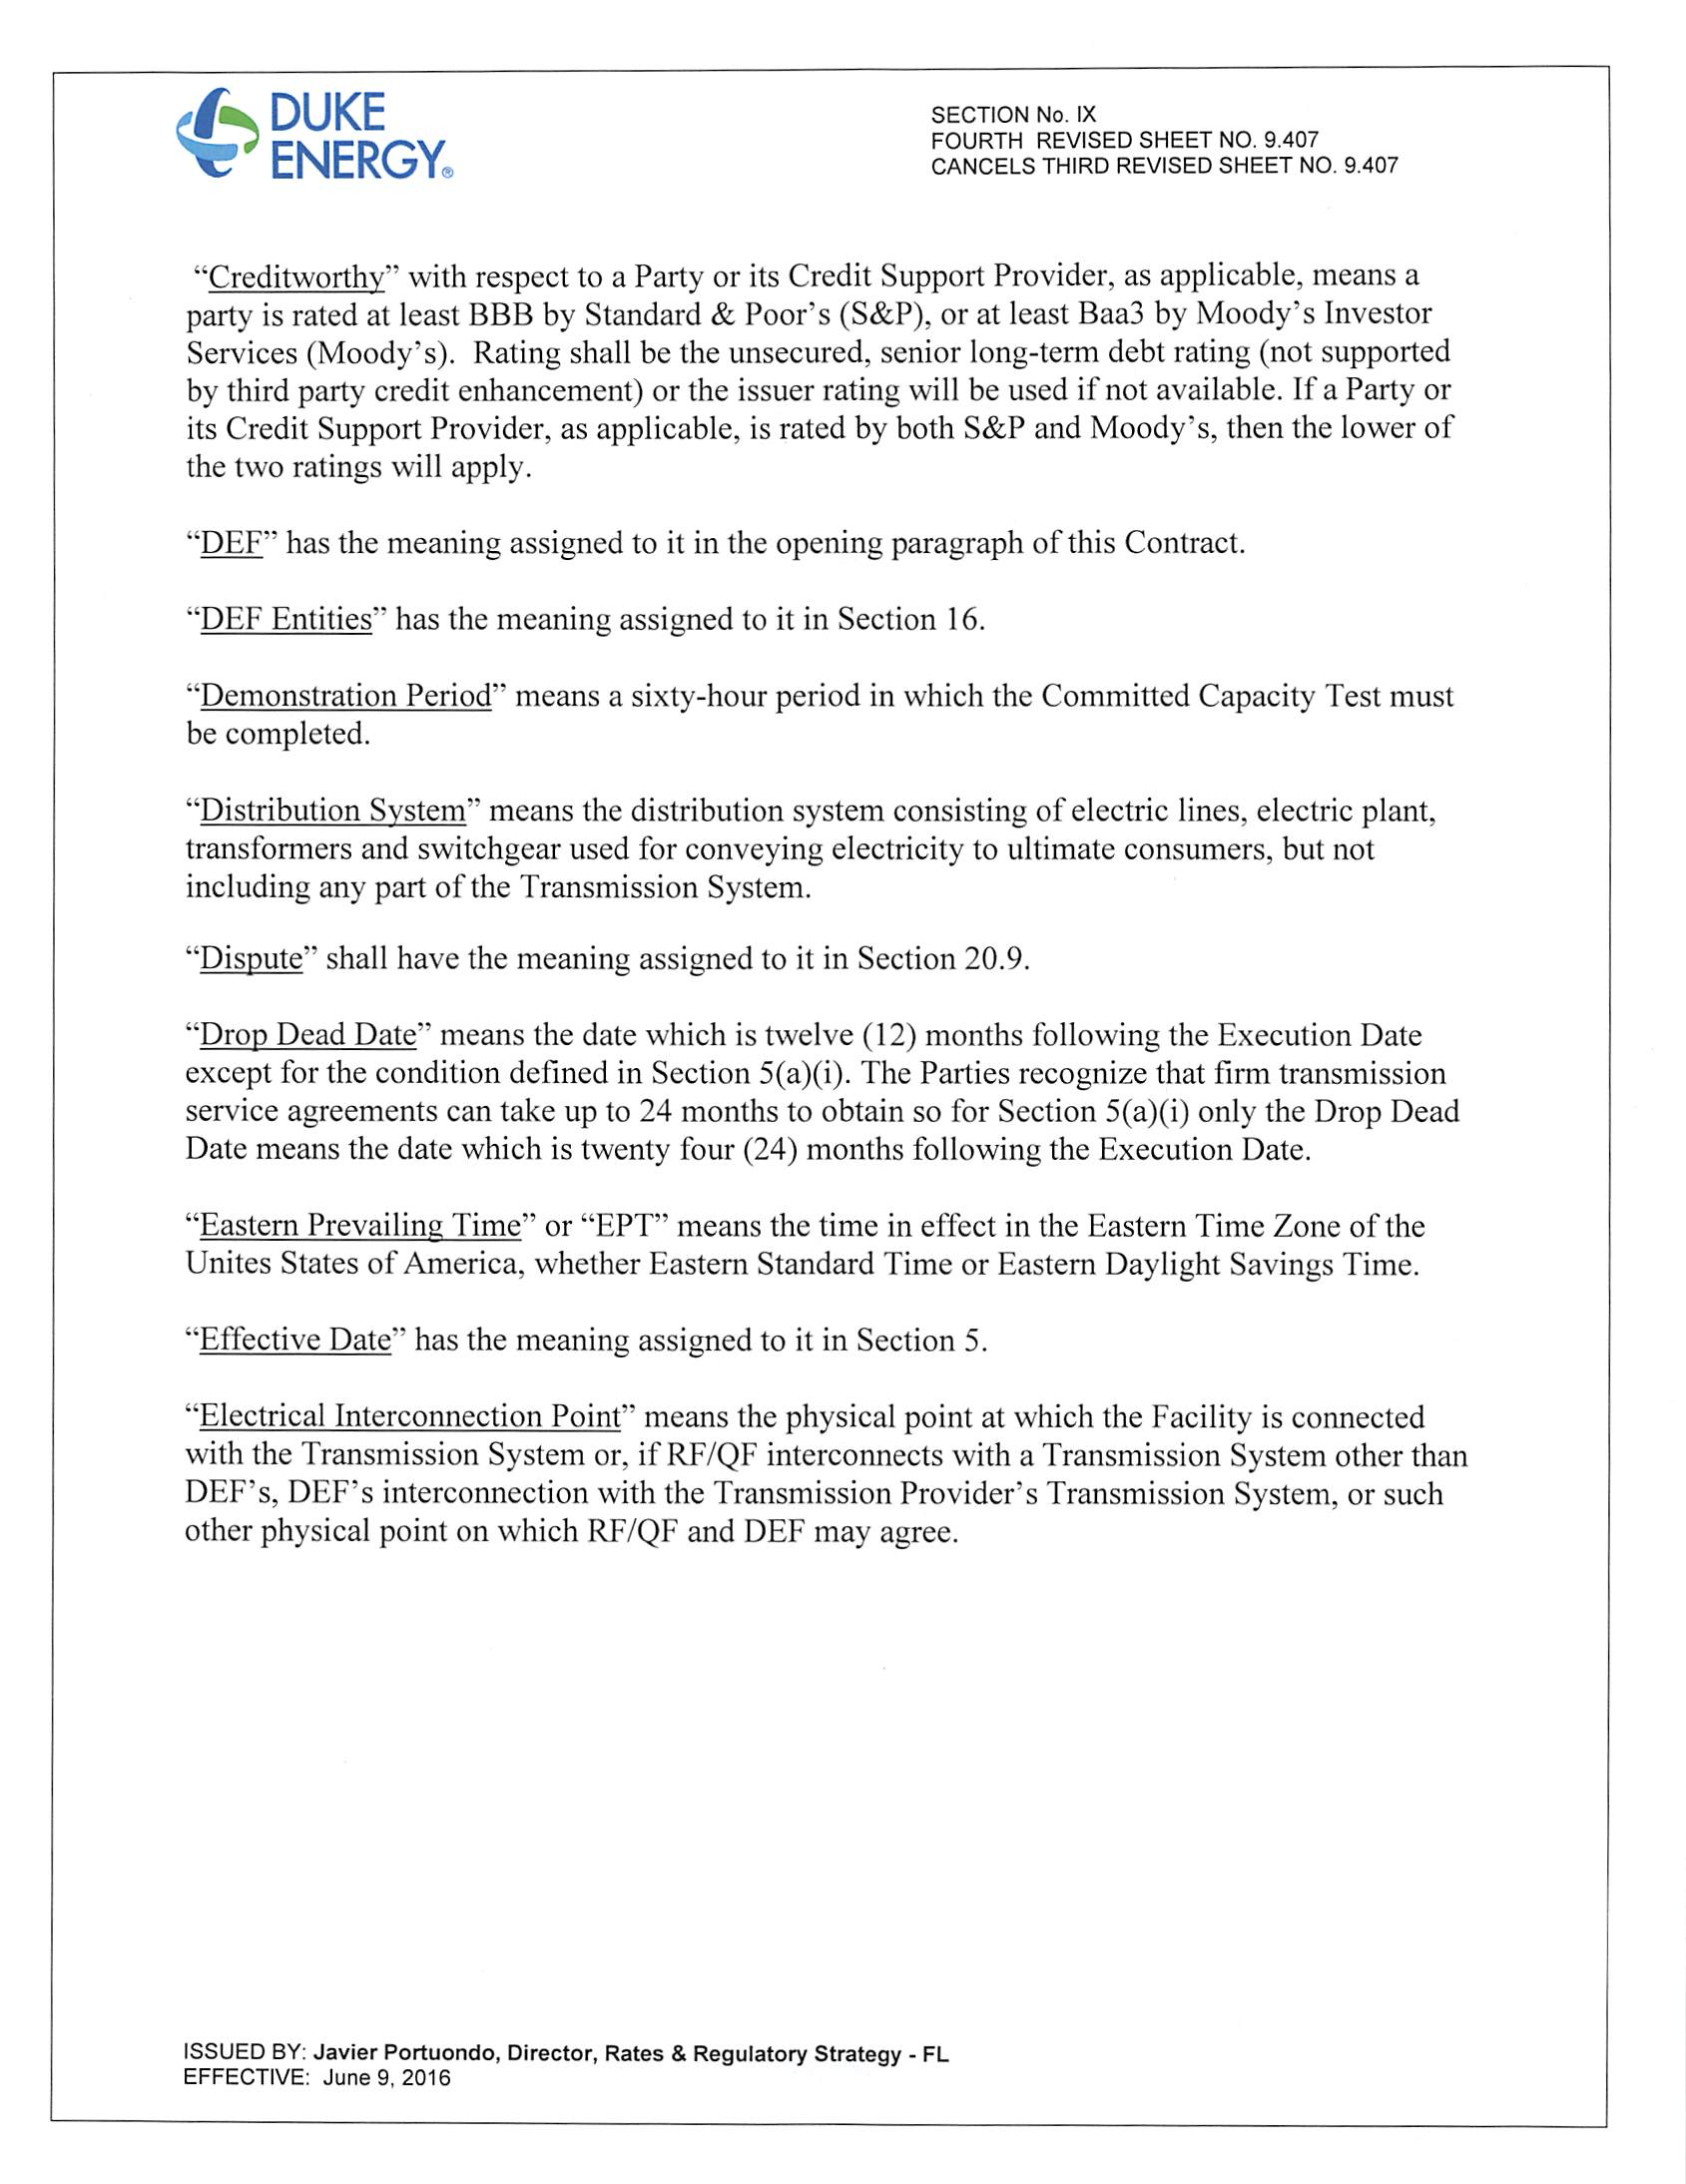 DUKE
ENERGY®
SECTION No. IX
FOURTH REVISED SHEET NO. 9.407
CANCELS THIRD REVISED SHEET NO. 9.407
“Creditworthy” with respect to a Party or its Credit Support Provider, as applicable, means a
party is rated at least BBB by Standard & Poor’s (S&P), or at least Baa3 by Moody’s Investor
Services (Moody’s). Rating shall be the unsecured, senior long-term debt rating (not supported
by third party credit enhancement) or the issuer rating will be used if not available. If a Party or
its Credit Support Provider, as applicable, is rated by both S&P and Moody’s, then the lower of
the two ratings will apply.
“DEF” has the meaning assigned to it in the opening paragraph of this Contract.
“DEF Entities” has the meaning assigned to it in Section 16.
“Demonstration Period” means a sixty-hour period in which the Committed Capacity Test must
be completed.
“Distribution System” means the distribution system consisting of electric lines, electric plant,
transformers and switchgear used for conveying electricity to ultimate consumers, but not
including any part of the Transmission System.
“Dispute” shall have the meaning assigned to it in Section 20.9.
“Drop Dead Date” means the date which is twelve (12) months following the Execution Date
except for the condition defined in Section 5(a)(i). The Parties recognize that firm transmission
service agreements can take up to 24 months to obtain so for Section 5(a)(i) only the Drop Dead
Date means the date which is twenty four (24) months following the Execution Date.
“Eastern Prevailing Time” or “EPT” means the time in effect in the Eastern Time Zone of the
Unites States of America, whether Eastern Standard Time or Eastern Daylight Savings Time.
“Effective Date” has the meaning assigned to it in Section 5.
“Electrical Interconnection Point” means the physical point at which the Facility is connected
with the Transmission System or, if RF/QF interconnects with a Transmission System other than
DEF’s, DEF’s interconnection with the Transmission Provider’s Transmission System, or such
other physical point on which RF/QF and DEF may agree.
ISSUED BY: Javier Portuondo, Director, Rates & Regulatory Strategy - FL
EFFECTIVE: June 9, 2016